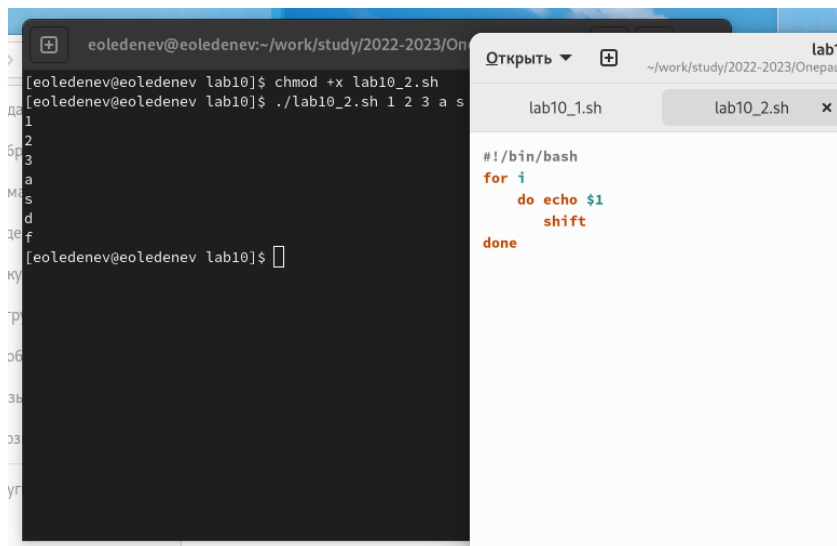 eoledenev@eoledenev:~/work/study/2022-2023/Опе
[eoledenev@eoledenev lab10]$ chmod +x lab10_2.sh
[eoledenev@eoledenev lab10]$ ./lab10_2.sh 1 2 3 a s
1
2
3
a
s
d
f
[eoledenev@eoledenev lab10]$
Открыть
~/work/study/2022-2023/Опера
lab10_1.sh
lab10_2.sh ×
#!/bin/bash
for i
    do echo $1
       shift
done